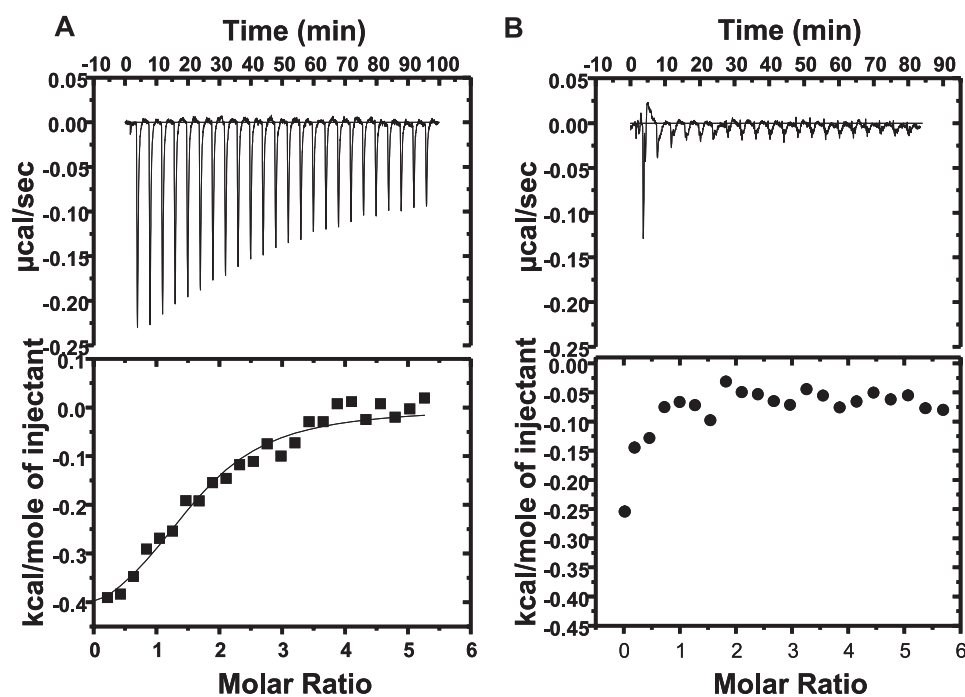 A
Time (min)
-10 0 10 20 30 40 50 60 70 80 90 100
0.05
0.00
-0.05
-0.10
-0.15
-0.20
-0.25
µcal/sec
0.1
0.0
-0.1
-0.2
-0.3
-0.4
kcal/mole of injectant
0 1 2 3 4 5 6
Molar Ratio
B
Time (min)
-10 0 10 20 30 40 50 60 70 80 90
0.05
0.00
-0.05
-0.10
-0.15
-0.20
-0.25
µcal/sec
0.00
-0.05
-0.10
-0.15
-0.20
-0.25
-0.30
-0.35
-0.40
-0.45
kcal/mole of injectant
0 1 2 3 4 5 6
Molar Ratio